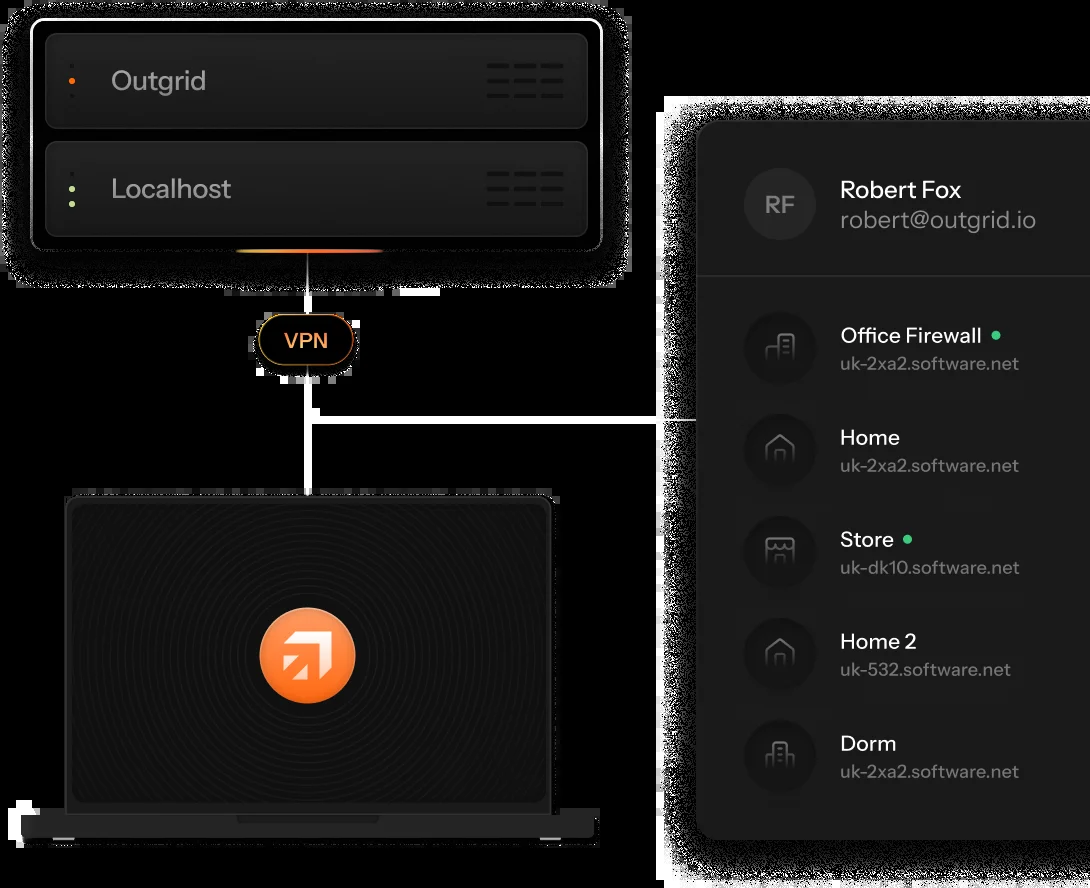 Outgrid
Localhost
VPN
RF
Robert Fox
robert@outgrid.io
Office Firewall
uk-2xa2.software.net
Home
uk-2xa2.software.net
Store
uk-dk10.software.net
Home 2
uk-532.software.net
Dorm
uk-2xa2.software.net